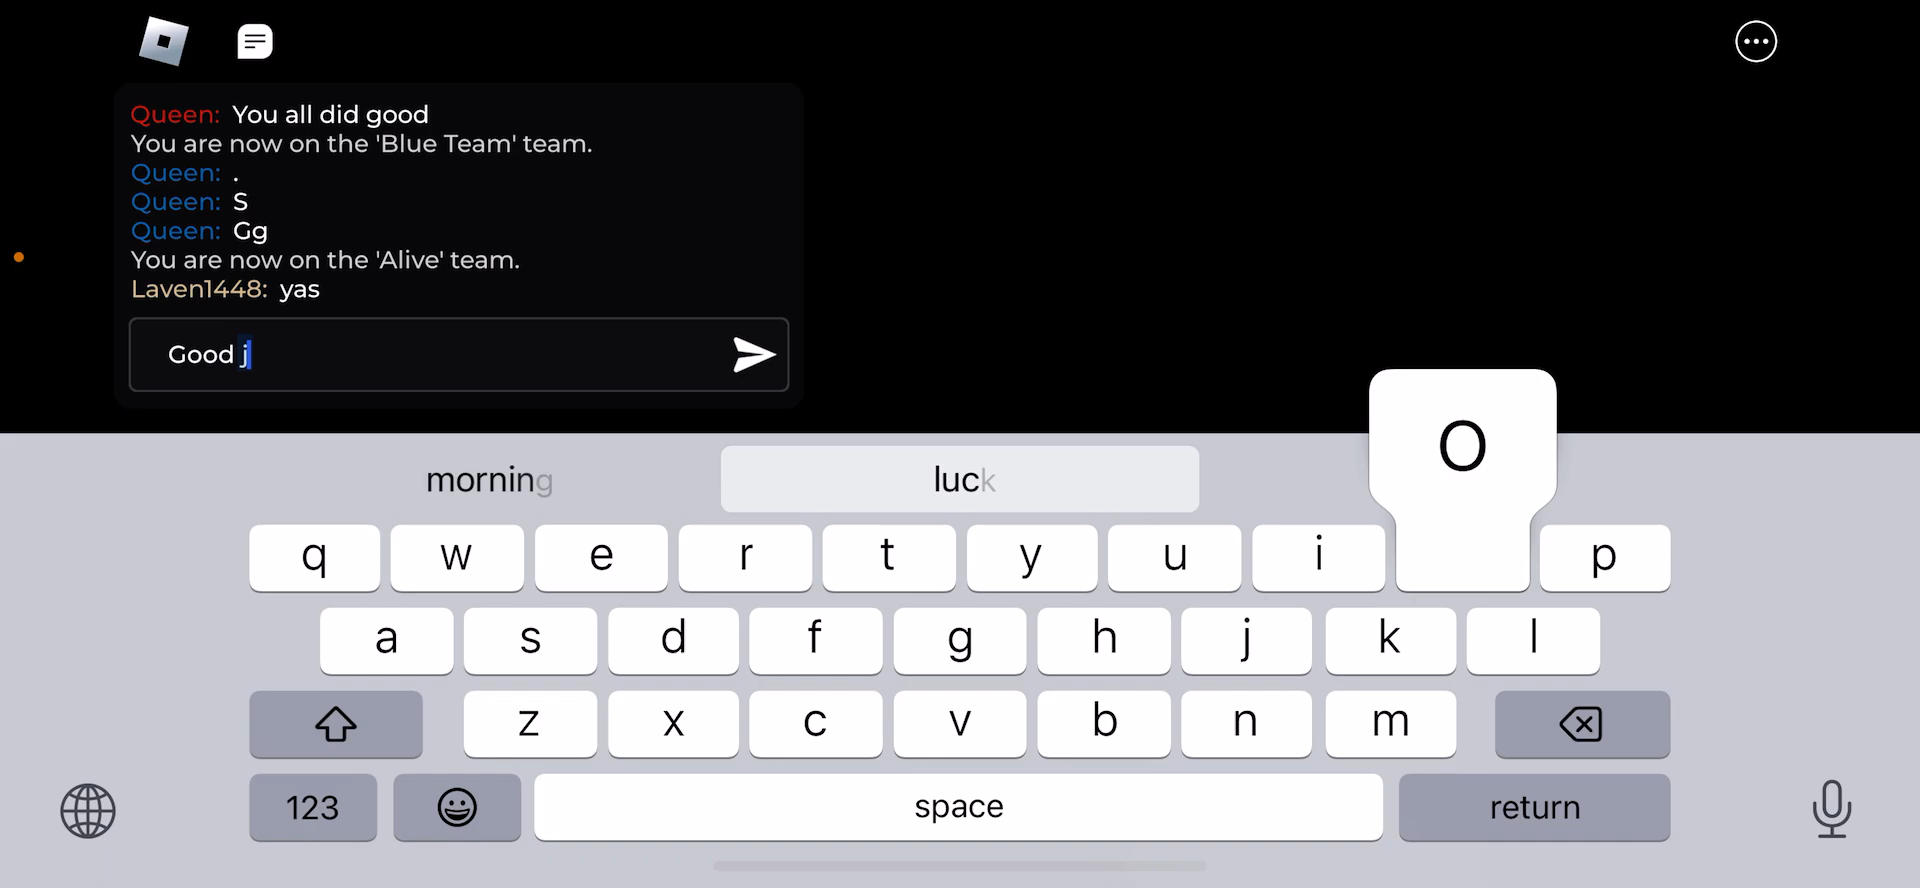 Queen: You all did good
You are now on the 'Blue Team' team.
Queen: .
Queen: S
Queen: Gg
You are now on the 'Alive' team.
Laven1448: yas
Good j
morning luck
O
q w e r t y u i p
a s d f g h j k l
z x c v b n m
123 space return